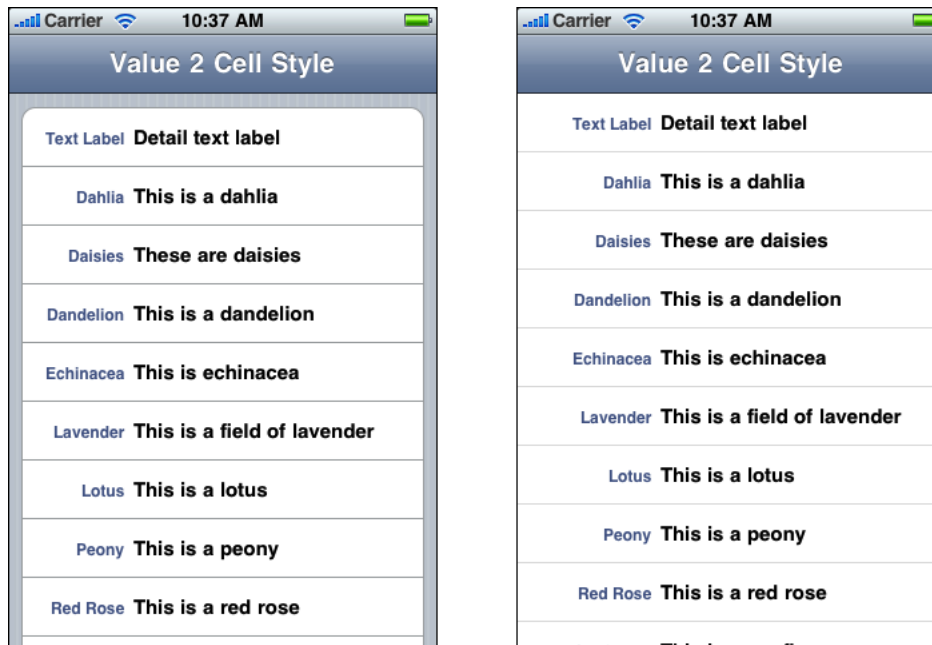 Carrier 10:37 AM
Value 2 Cell Style
Text Label Detail text label
Dahlia This is a dahlia
Daisies These are daisies
Dandelion This is a dandelion
Echinacea This is echinacea
Lavender This is a field of lavender
Lotus This is a lotus
Peony This is a peony
Red Rose This is a red rose
Carrier 10:37 AM
Value 2 Cell Style
Text Label Detail text label
Dahlia This is a dahlia
Daisies These are daisies
Dandelion This is a dandelion
Echinacea This is echinacea
Lavender This is a field of lavender
Lotus This is a lotus
Peony This is a peony
Red Rose This is a red rose